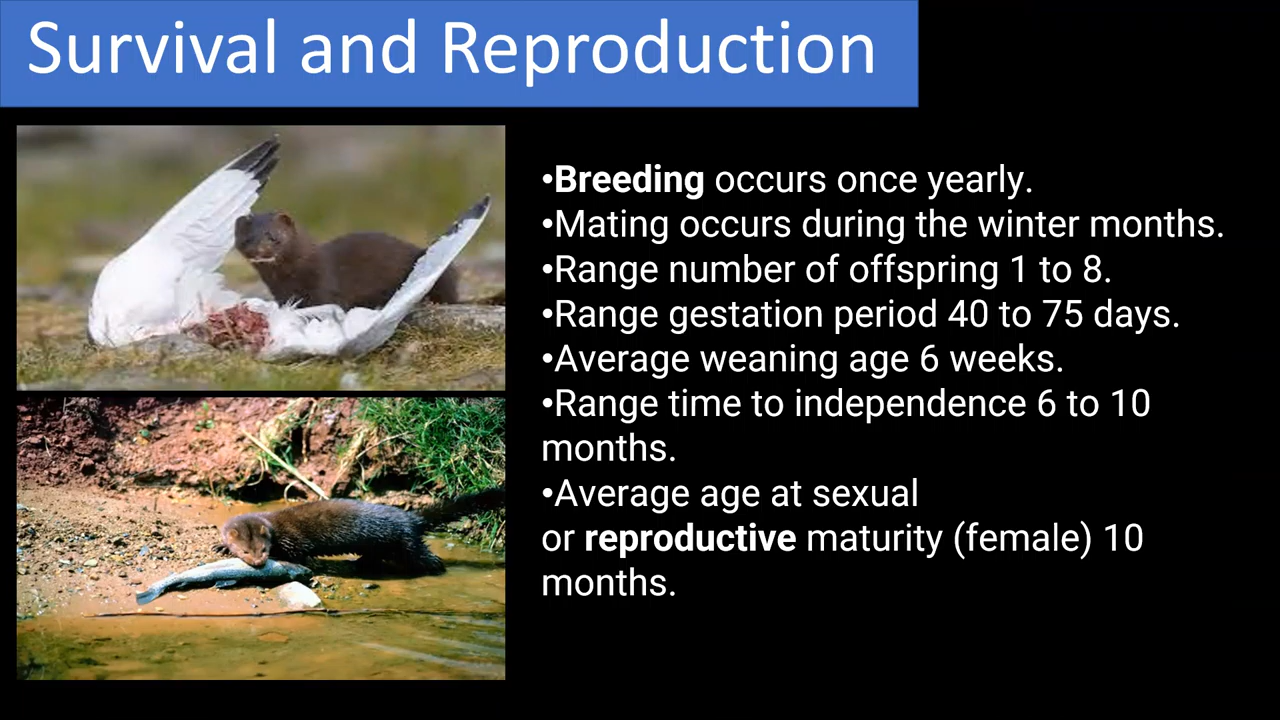 Survival and Reproduction
•Breeding occurs once yearly.
•Mating occurs during the winter months.
•Range number of offspring 1 to 8.
•Range gestation period 40 to 75 days.
•Average weaning age 6 weeks.
•Range time to independence 6 to 10
months.
•Average age at sexual
or reproductive maturity (female) 10
months.